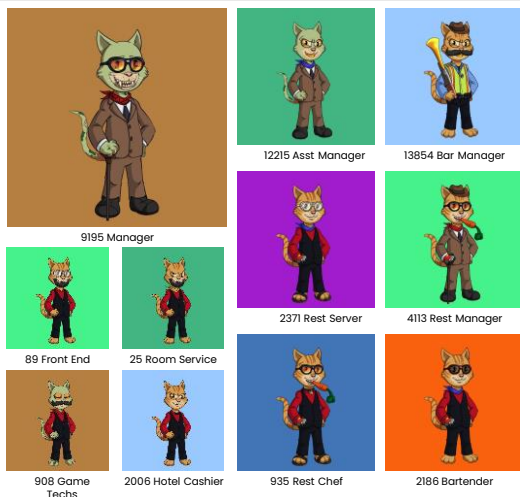 12215 Asst Manager
13854 Bar Manager
9195 Manager
2371 Rest Server
4113 Rest Manager
89 Front End
25 Room Service
908 Game
Techs
2006 Hotel Cashier
935 Rest Chef
2186 Bartender